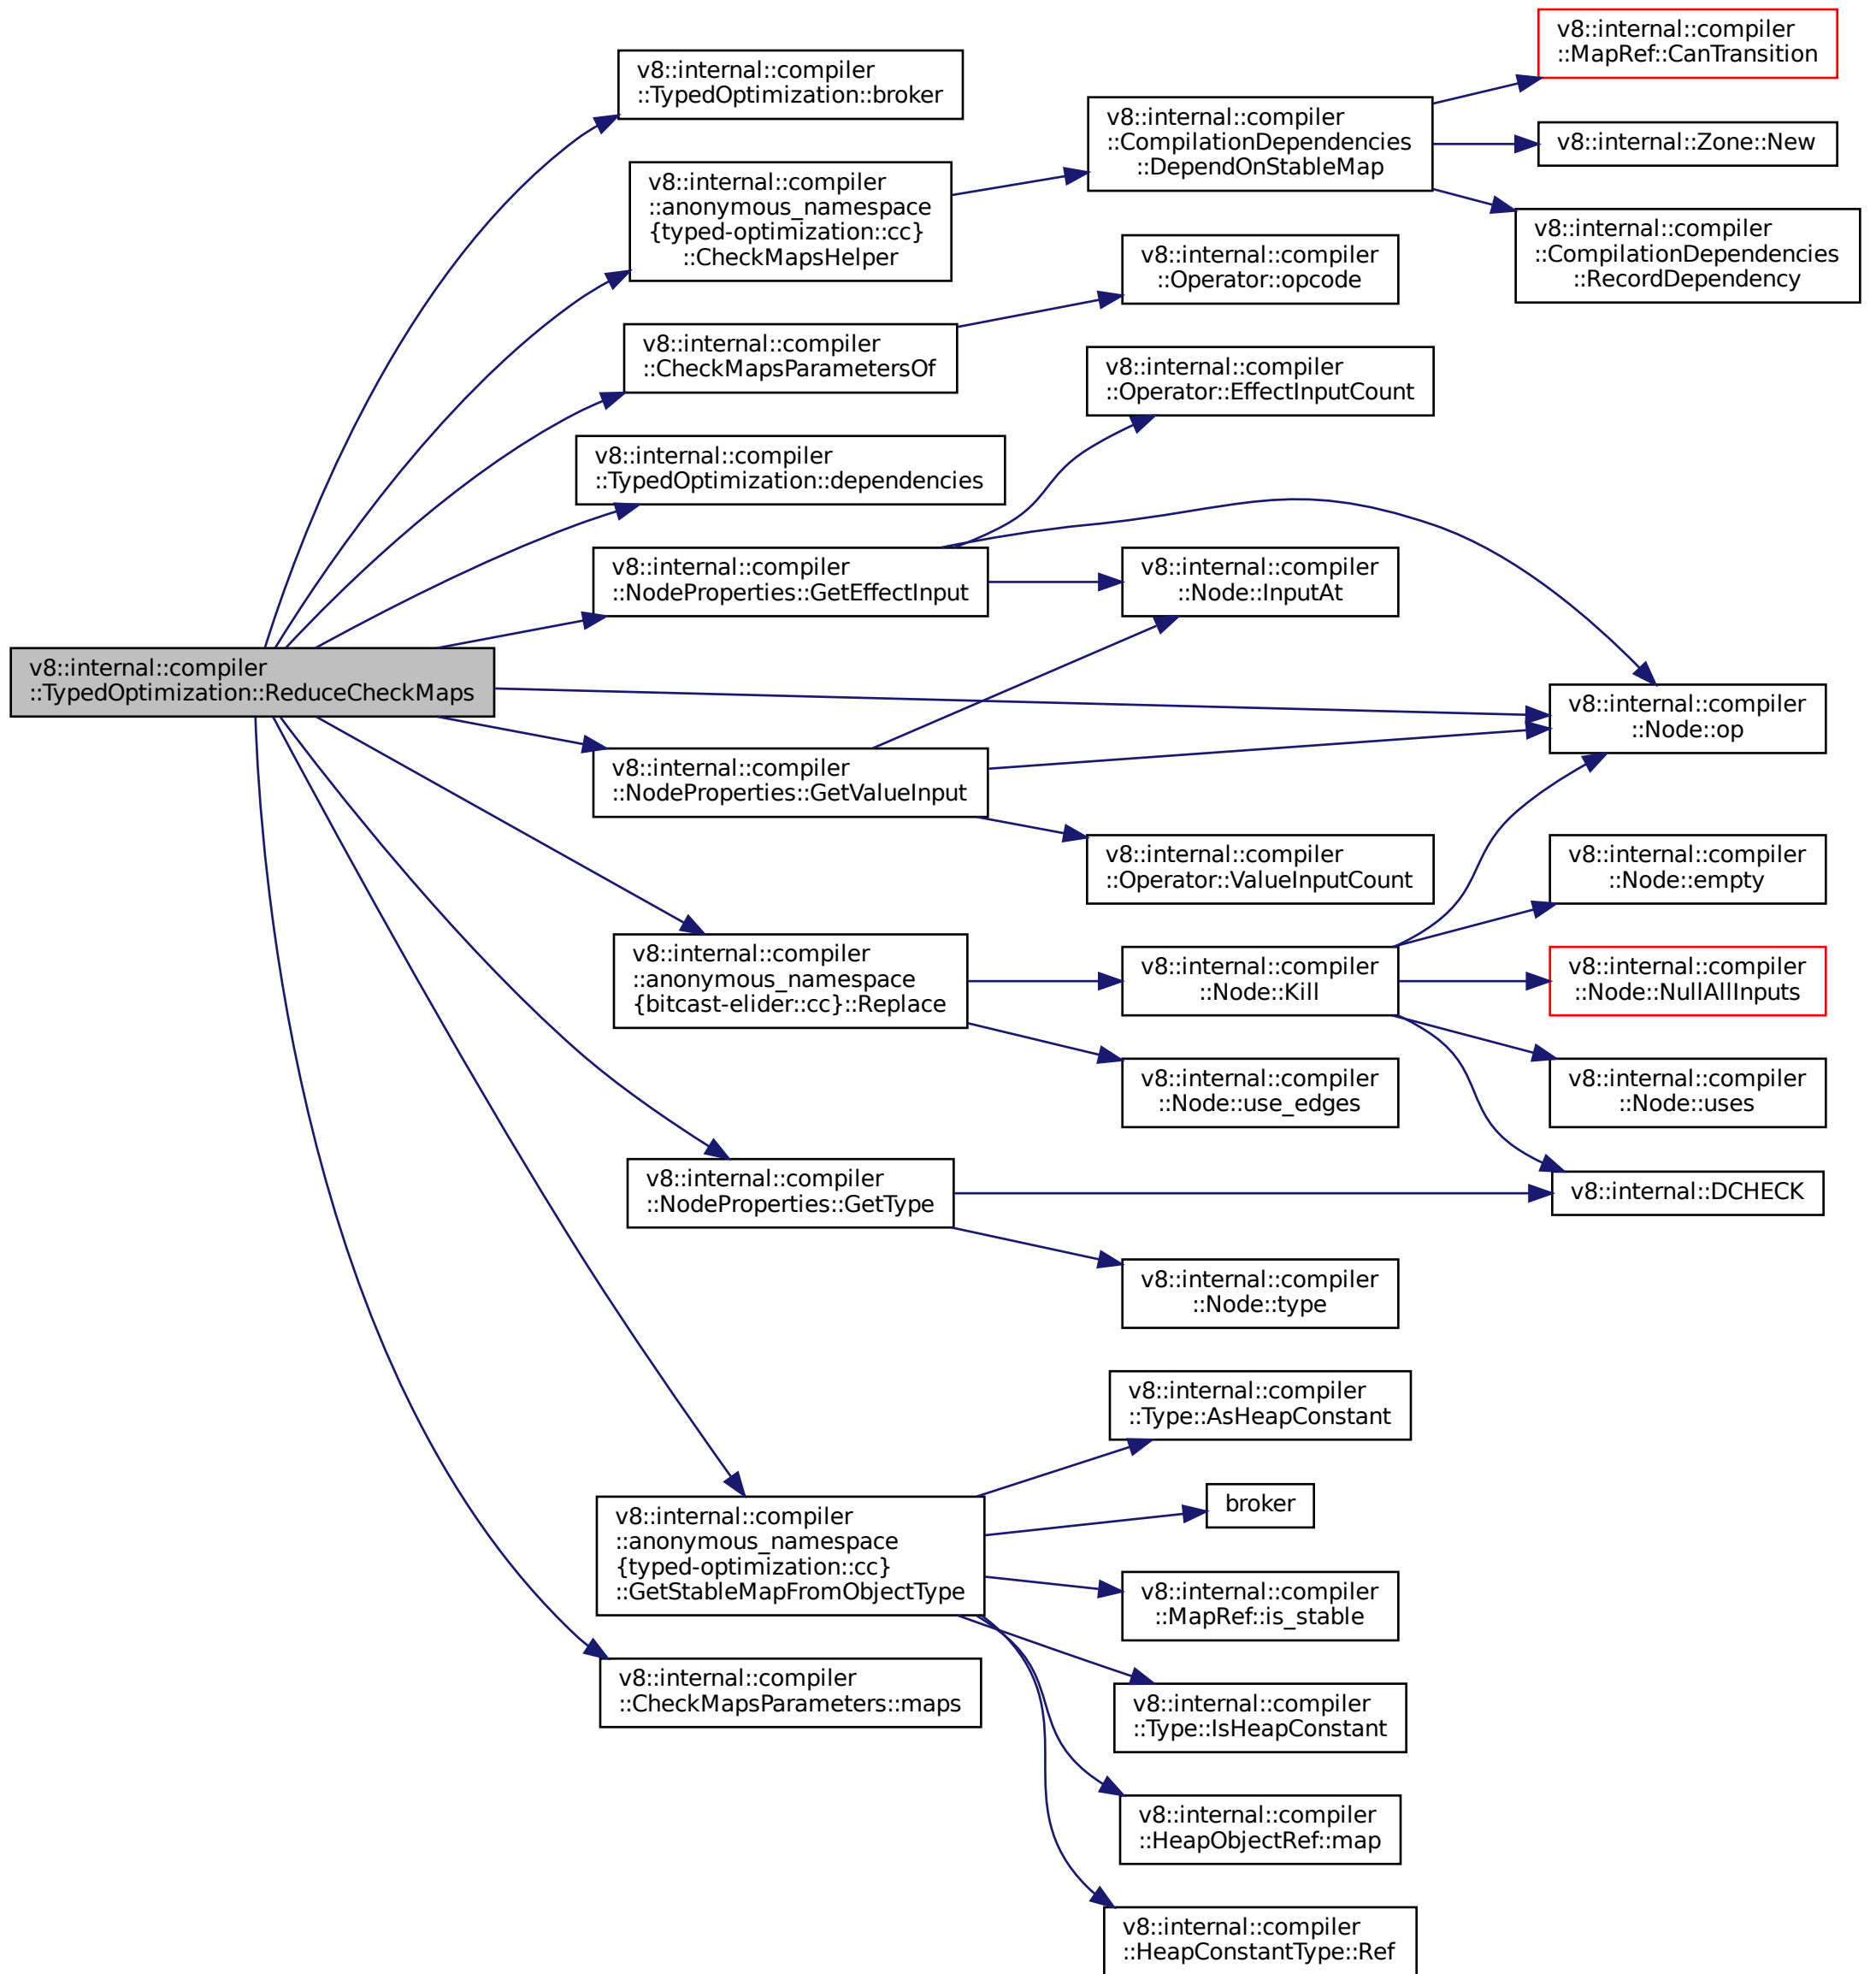 v8::internal::compiler
::TypedOptimization::ReduceCheckMaps
v8::internal::compiler
::TypedOptimization::broker
v8::internal::compiler
::anonymous_namespace
{typed-optimization::cc}
::CheckMapsHelper
v8::internal::compiler
::CheckMapsParametersOf
v8::internal::compiler
::TypedOptimization::dependencies
v8::internal::compiler
::NodeProperties::GetEffectInput
v8::internal::compiler
::NodeProperties::GetValueInput
v8::internal::compiler
::anonymous_namespace
{bitcast-elider::cc}::Replace
v8::internal::compiler
::NodeProperties::GetType
v8::internal::compiler
::anonymous_namespace
{typed-optimization::cc}
::GetStableMapFromObjectType
v8::internal::compiler
::CheckMapsParameters::maps
v8::internal::compiler
::CompilationDependencies
::DependOnStableMap
v8::internal::compiler
::Operator::opcode
v8::internal::compiler
::Operator::EffectInputCount
v8::internal::compiler
::Node::InputAt
v8::internal::compiler
::Operator::ValueInputCount
v8::internal::compiler
::Node::Kill
v8::internal::compiler
::Node::use_edges
v8::internal::compiler
::Node::type
v8::internal::compiler
::Type::AsHeapConstant
broker
v8::internal::compiler
::MapRef::is_stable
v8::internal::compiler
::Type::IsHeapConstant
v8::internal::compiler
::HeapObjectRef::map
v8::internal::compiler
::HeapConstantType::Ref
v8::internal::compiler
::MapRef::CanTransition
v8::internal::Zone::New
v8::internal::compiler
::CompilationDependencies
::RecordDependency
v8::internal::compiler
::Node::op
v8::internal::compiler
::Node::empty
v8::internal::compiler
::Node::NullAllInputs
v8::internal::compiler
::Node::uses
v8::internal::DCHECK